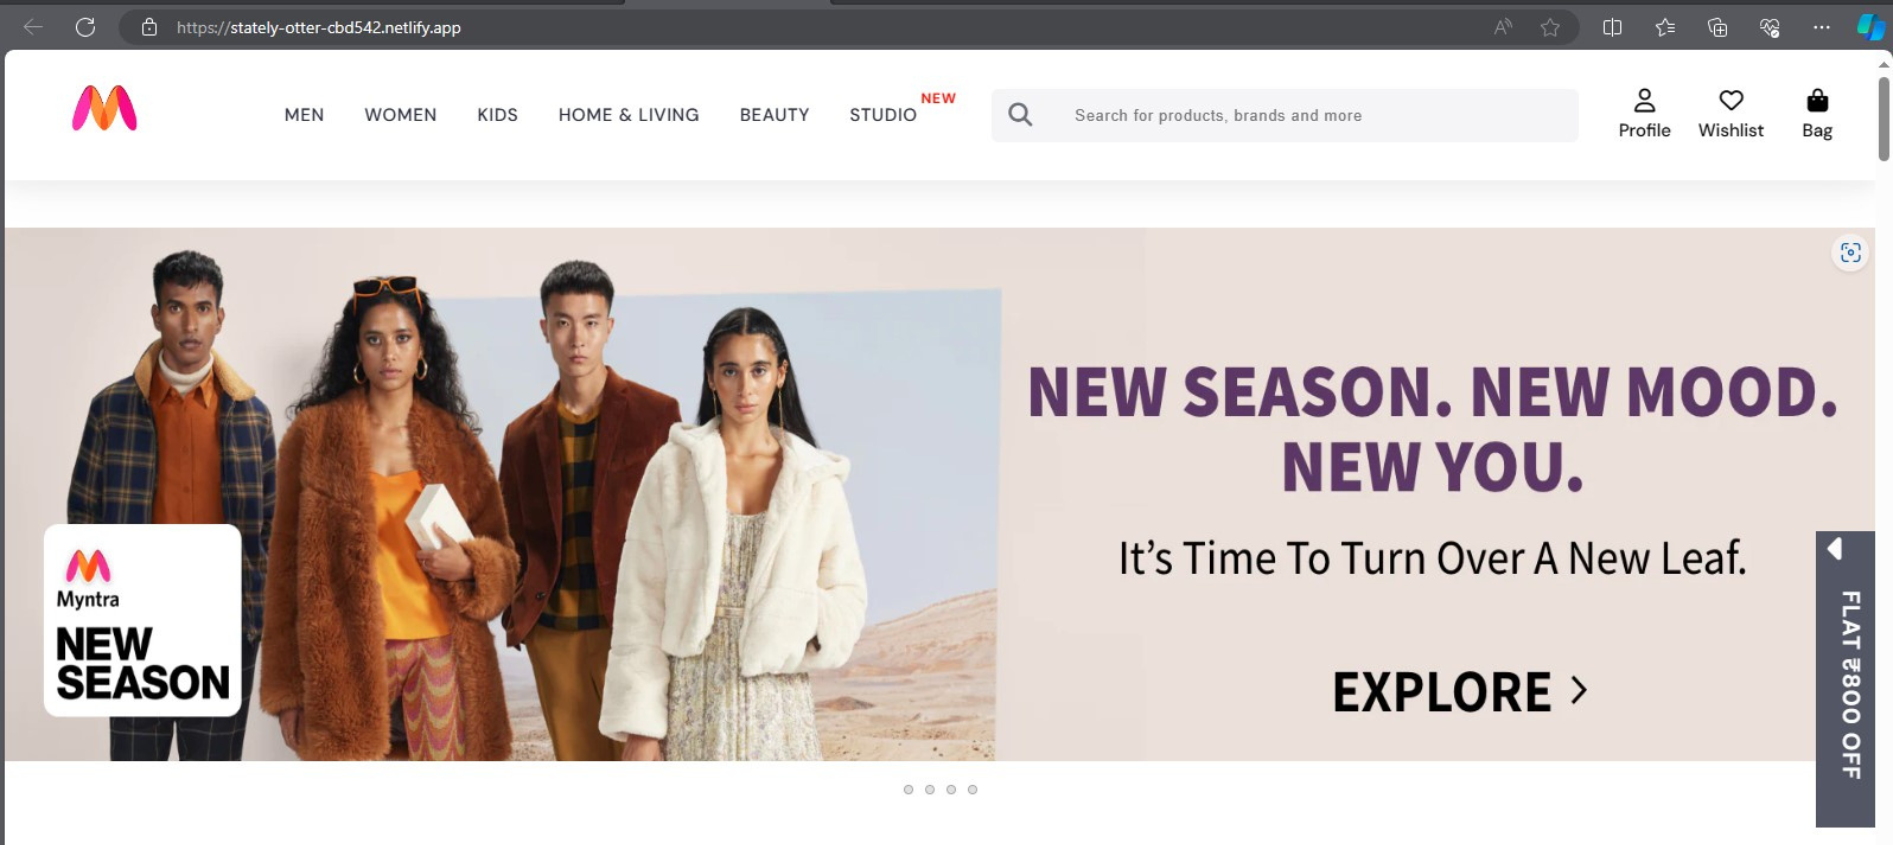 https://stately-otter-cbd542.netlify.app
MEN WOMEN KIDS HOME & LIVING BEAUTY STUDIO NEW
Search for products, brands and more
Profile Wishlist Bag
NEW SEASON. NEW MOOD.
NEW YOU.
It's Time To Turn Over A New Leaf.
EXPLORE >
Myntra
NEW
SEASON
FLAT ₹800 OFF